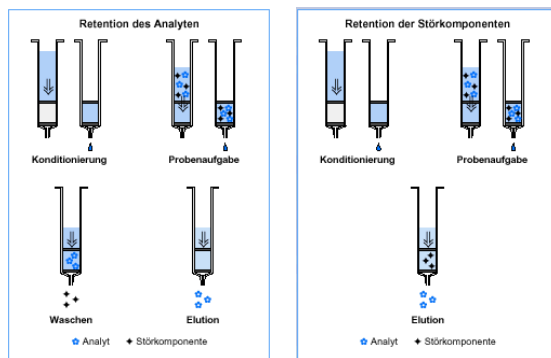 Retention des Analyten
Konditionierung
Probenaufgabe
Waschen
Elution
Analyt
Störkomponente
Retention der Störkomponenten
Konditionierung
Probenaufgabe
Elution
Analyt
Störkomponente